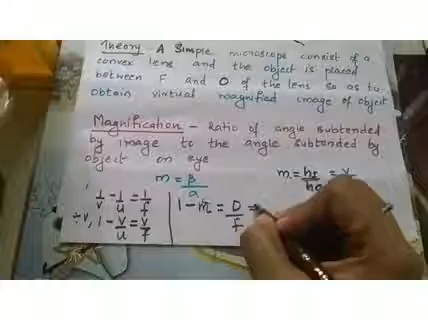 Theory - A Simple microscope consist of a
convex lens and the object is placed
between F and O of the lens so as to
obtain virtual magnified image of object
Magnification - Ratio of angle subtended
by image to the angle subtended by
object on eye
m = β/α
m = hI/ho = v/
1/v - 1/u = 1/f
1 - m = D/f =
÷v, 1 - v/u = v/f